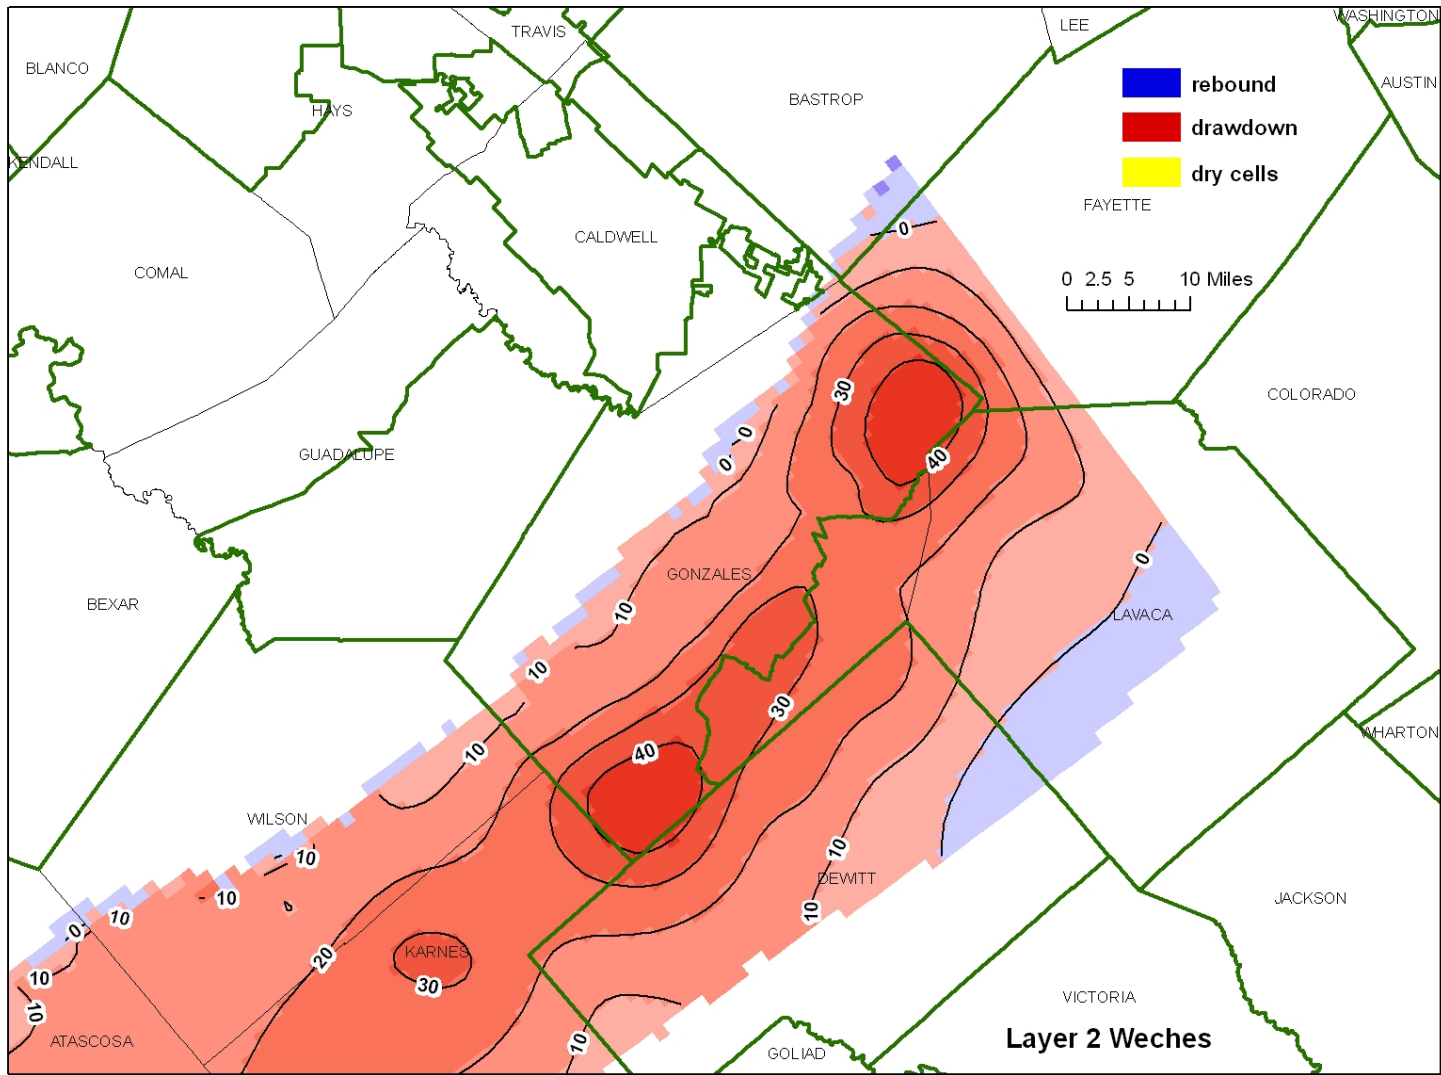 WASHINGTON
LEE
TRAVIS
BLANCO
rebound
AUSTIN
BASTROP
HAYS
drawdown
KENDALL
dry cells
FAYETTE
0
CALDWELL
COMAL
0 2.5 5 10 Miles
30
COLORADO
0
GUADALUPE
40
0
0
GONZALES
BEXAR
10
LAVACA
10
30
WHARTON
40
10
WILSON
10
10
DEWITT
10
JACKSON
10
10
0
KARNES
20
10
30
VICTORIA
10
Layer 2 Weches
ATASCOSA
10
GOLIAD